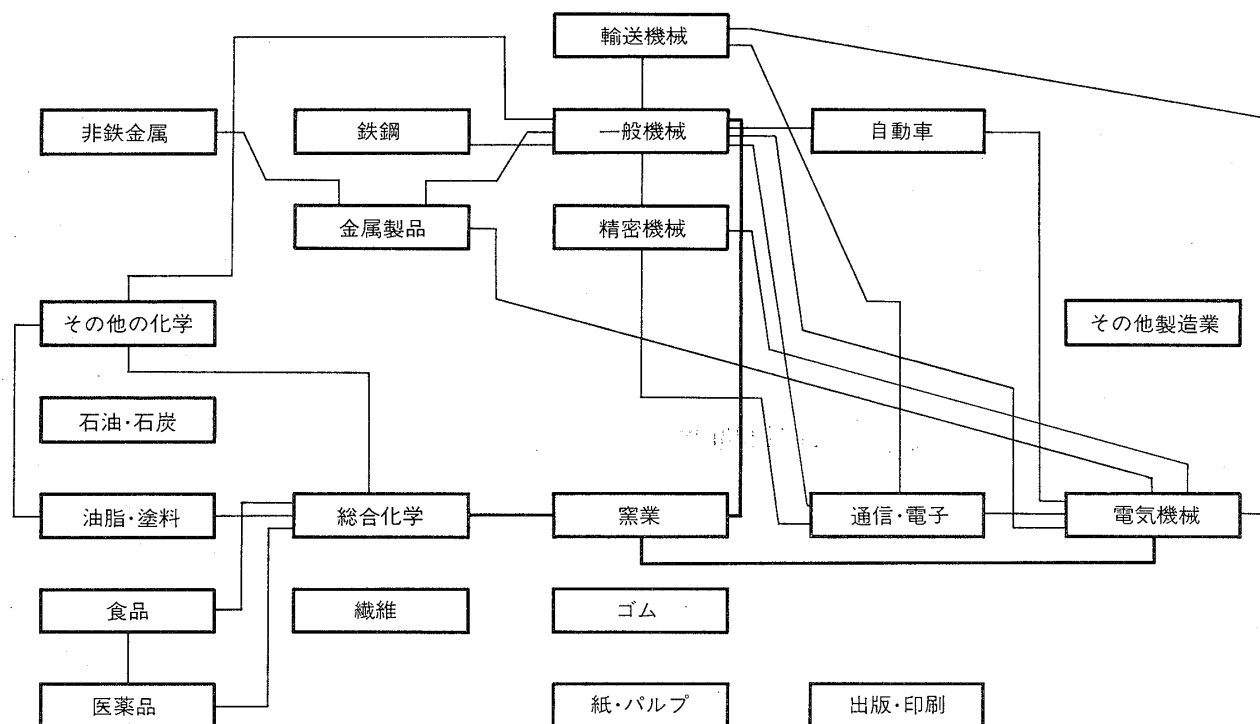 輸送機械
非鉄金属
鉄鋼
一般機械
自動車
金属製品
精密機械
その他の化学
その他製造業
石油・石炭
油脂・塗料
総合化学
窯業
通信・電子
電気機械
食品
繊維
ゴム
医薬品
紙・パルプ
出版・印刷